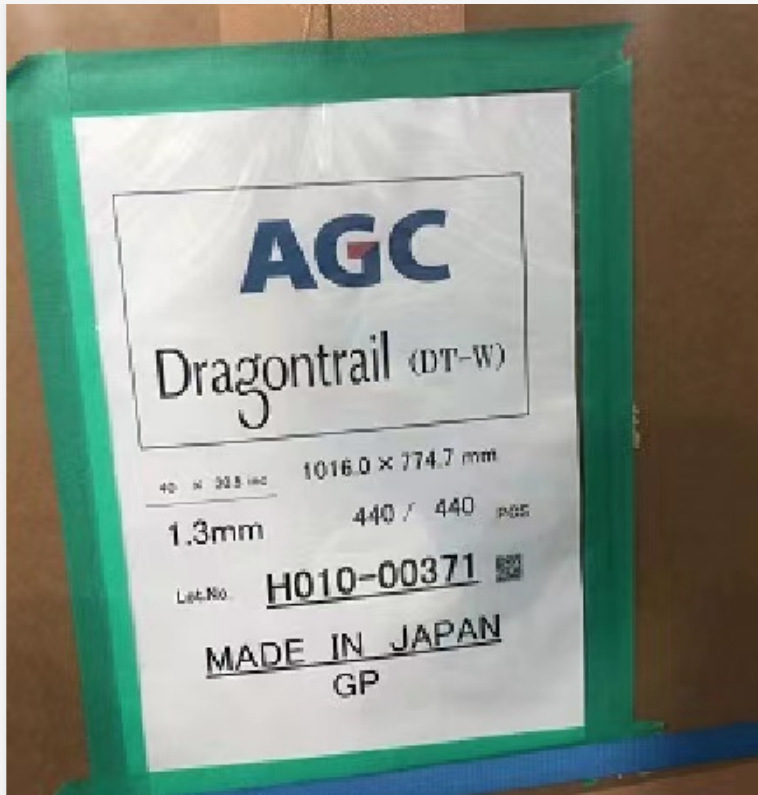 AGC
Dragontrail (DT-W)
40 × 30.5 inc 1016.0 × 774.7 mm
1.3mm 440 / 440 PCS
Lot.No. H010-00371
MADE IN JAPAN
GP